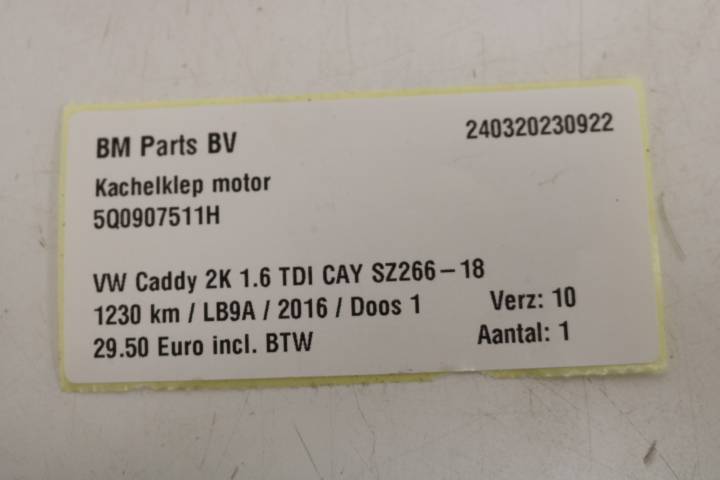 BM Parts BV 240320230922
Kachelklep motor
5Q0907511H
VW Caddy 2K 1.6 TDI CAY SZ266-18
1230 km / LB9A / 2016 / Doos 1 Verz: 10
29.50 Euro incl. BTW Aantal: 1